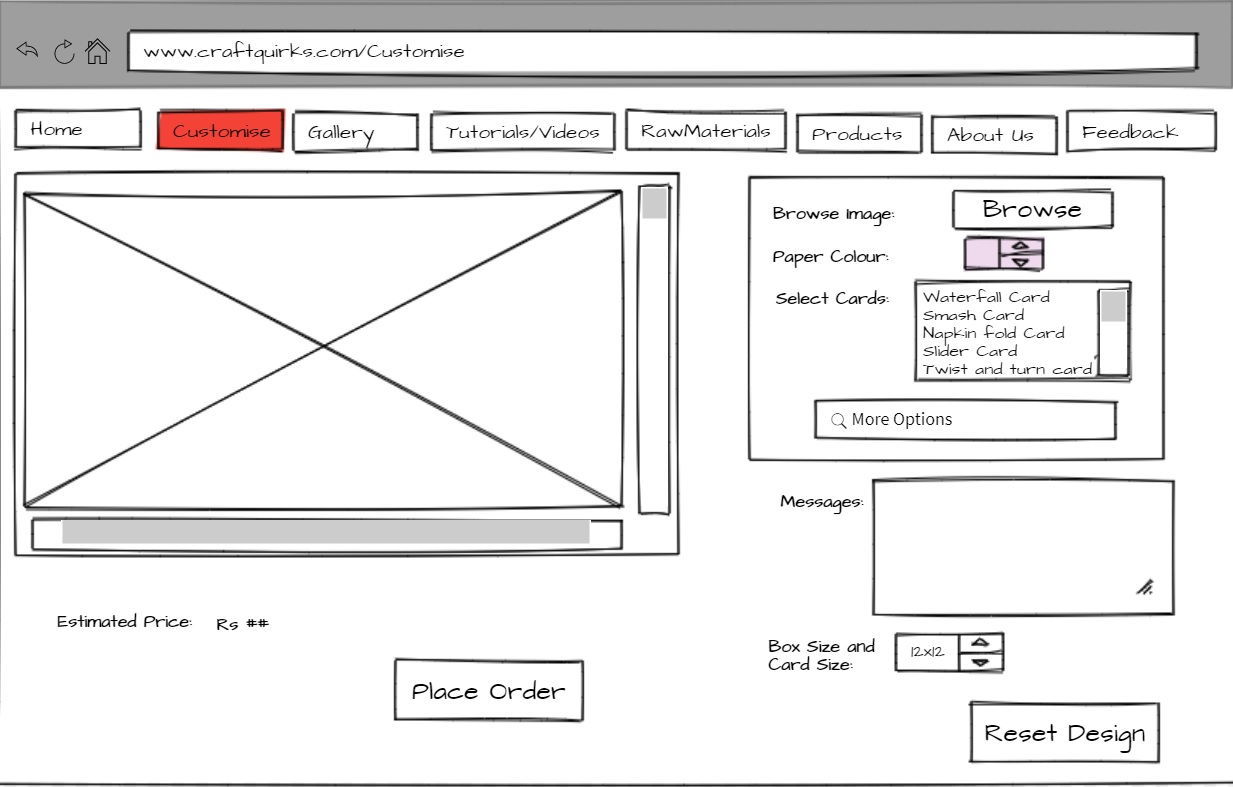 www.craftquirks.com/Customise
Home
Customise
Gallery
Tutorials/Videos
RawMaterials
Products
About Us
Feedback
Browse Image:
Browse
Paper Colour:
Select Cards:
Waterfall Card
Smash Card
Napkin fold Card
Slider Card
Twist and turn card
More Options
Messages:
Estimated Price:
Rs ##
Box Size and
Card Size:
12x12
Place Order
Reset Design